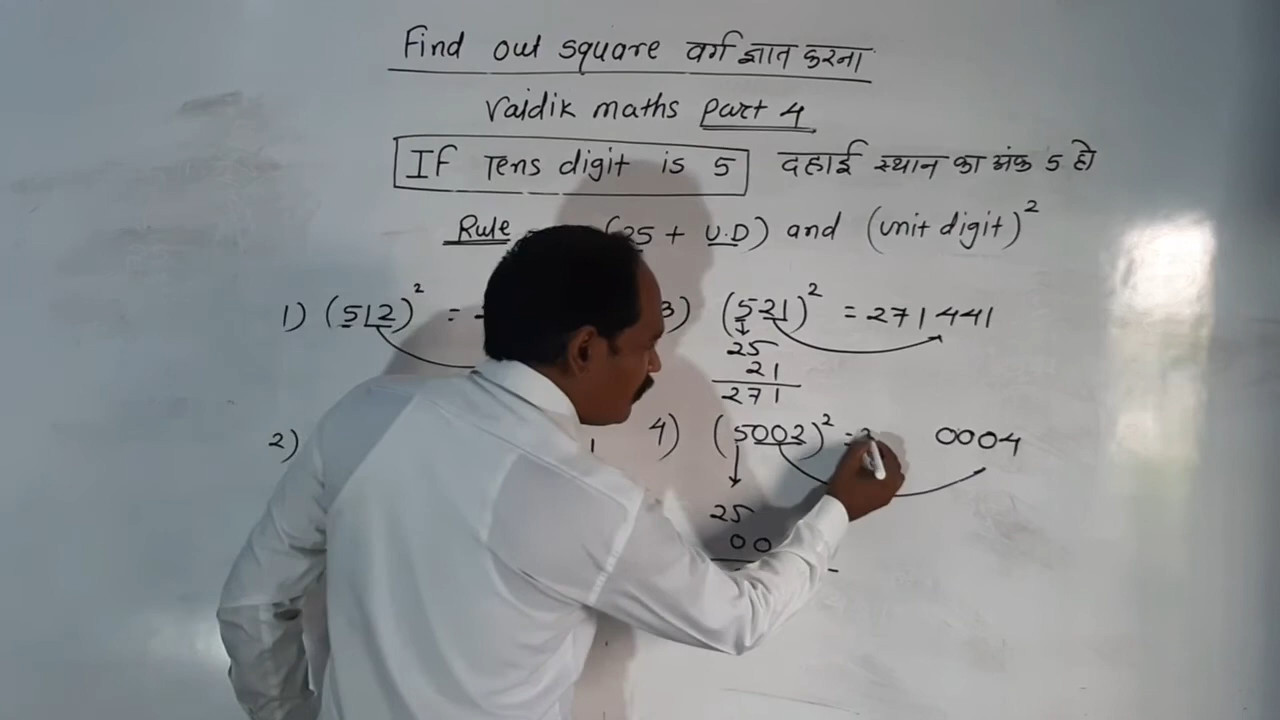 Find out square वर्ग ज्ञात करना
Vaidik maths part 4
IF Tens digit is 5 दहाई स्थान का अंक 5 हो
Rule (25 + U.D) and (unit digit)²
1) (512)² =
3) (521)² = 271441
25
21
271
2)
4) (5002)² = 0004
25
00